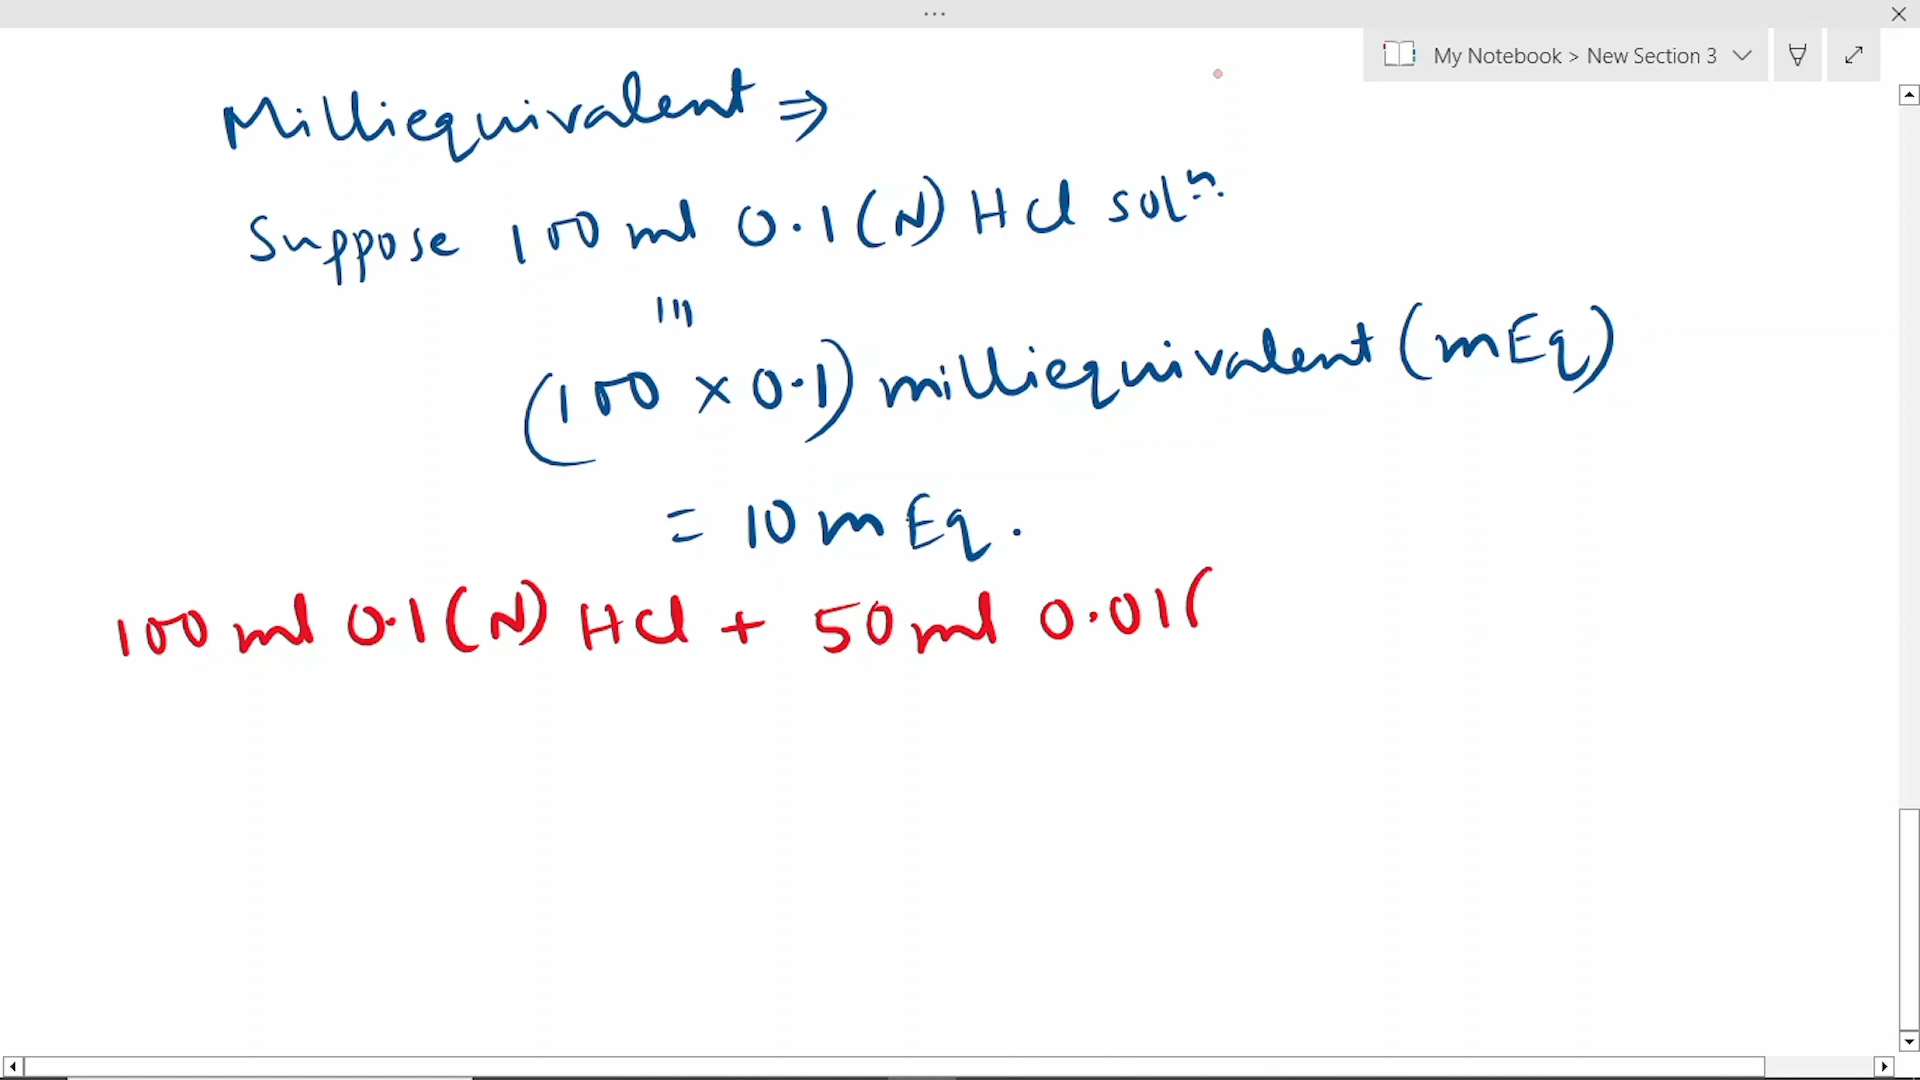 ...
My Notebook > New Section 3
Milliequivalent ⇒
Suppose 100 ml 0.1(N) HCl solⁿ.
≡
(100 × 0.1) milliequivalent (mEq)
= 10 mEq.
100 ml 0.1(N) HCl + 50 ml 0.01(